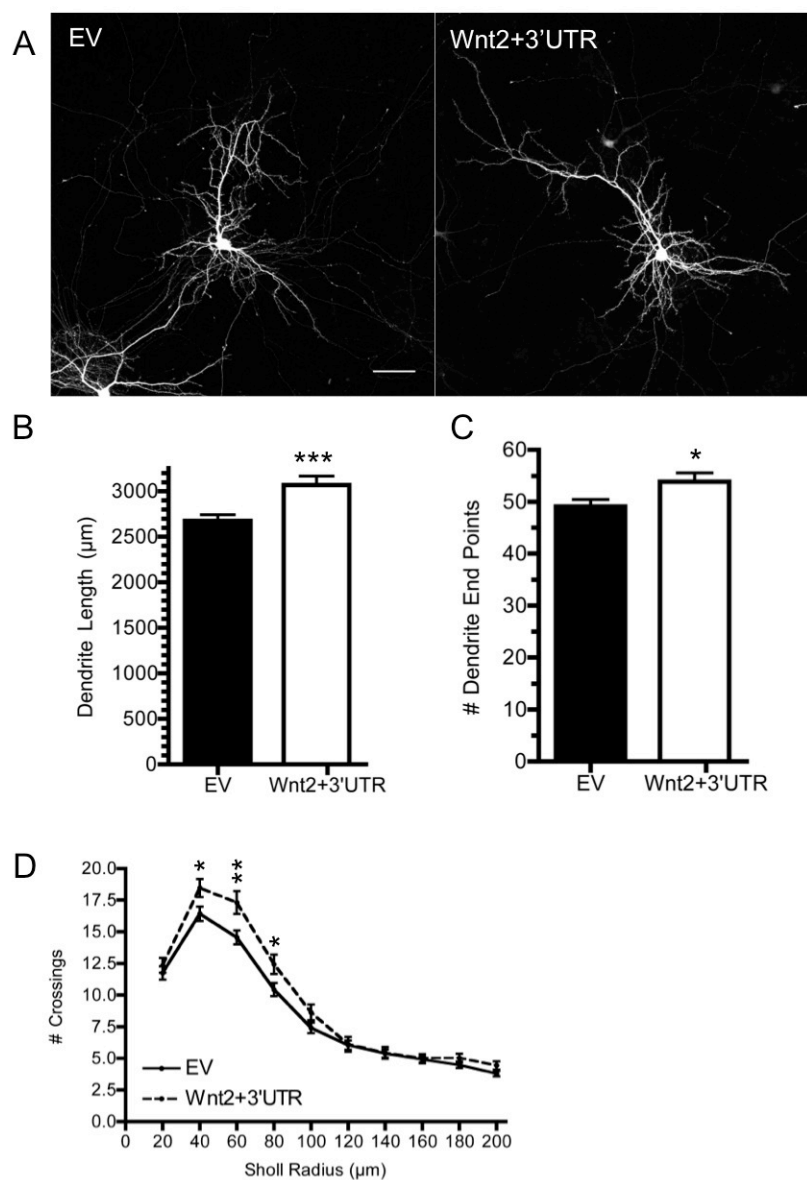 A
EV
Wnt2+3'UTR
B
***
3000
2500
2000
1500
1000
500
0
Dendrite Length (µm)
EV
Wnt2+3'UTR
C
*
60
50
40
30
20
10
0
# Dendrite End Points
EV
Wnt2+3'UTR
D
*
**
*
20.0
17.5
15.0
12.5
10.0
7.5
5.0
2.5
0.0
# Crossings
EV
Wnt2+3'UTR
0 20 40 60 80 100 120 140 160 180 200
Sholl Radius (µm)